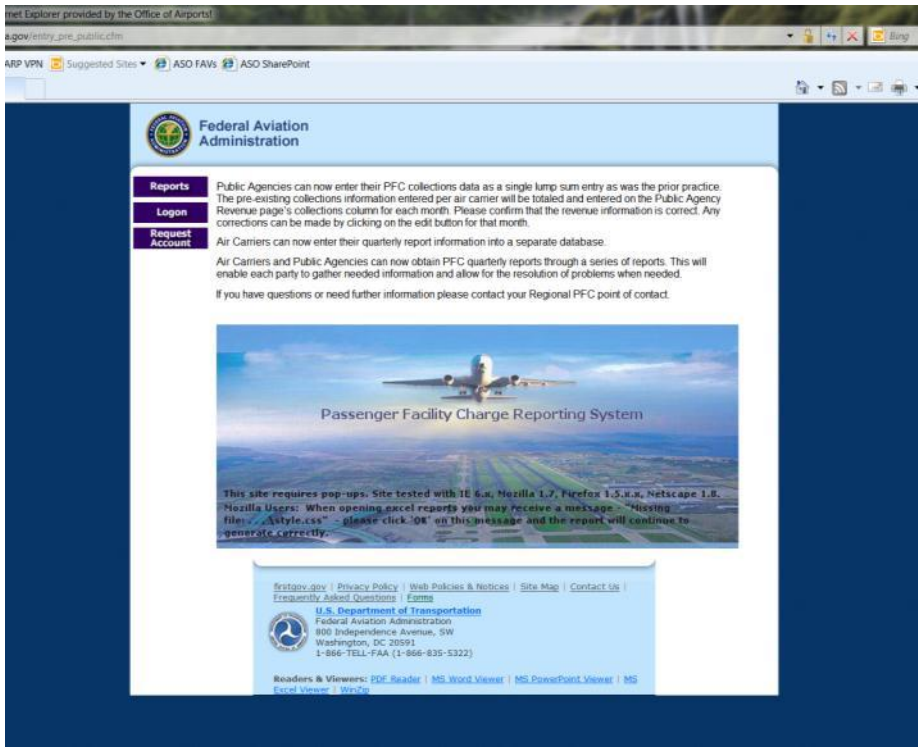 rnet Explorer provided by the Office of Airports!
a.gov/entry_pre_public.cfm
Bing
ARP VPN Suggested Sites ASO FAVs ASO SharePoint
Federal Aviation
Administration
Reports
Logon
Request
Account
Public Agencies can now enter their PFC collections data as a single lump sum entry as was the prior practice.
The pre-existing collections information entered per air carrier will be totaled and entered on the Public Agency
Revenue page's collections column for each month. Please confirm that the revenue information is correct. Any
corrections can be made by clicking on the edit button for that month.
Air Carriers can now enter their quarterly report information into a separate database.
Air Carriers and Public Agencies can now obtain PFC quarterly reports through a series of reports. This will
enable each party to gather needed information and allow for the resolution of problems when needed.
If you have questions or need further information please contact your Regional PFC point of contact.
Passenger Facility Charge Reporting System
This site requires pop-ups. Site tested with IE 6.x, Mozilla 1.7, Firefox 1.5.x.x, Netscape 1.8.
Mozilla Users: When opening excel reports you may receive a message - "Missing
file: \style.css" - please click 'OK' on this message and the report will continue to
generate correctly.
firstgov.gov | Privacy Policy | Web Policies & Notices | Site Map | Contact Us |
Frequently Asked Questions | Forms
U.S. Department of Transportation
Federal Aviation Administration
800 Independence Avenue, SW
Washington, DC 20591
1-866-TELL-FAA (1-866-835-5322)
Readers & Viewers: PDF Reader | MS Word Viewer | MS PowerPoint Viewer | MS
Excel Viewer | WinZip